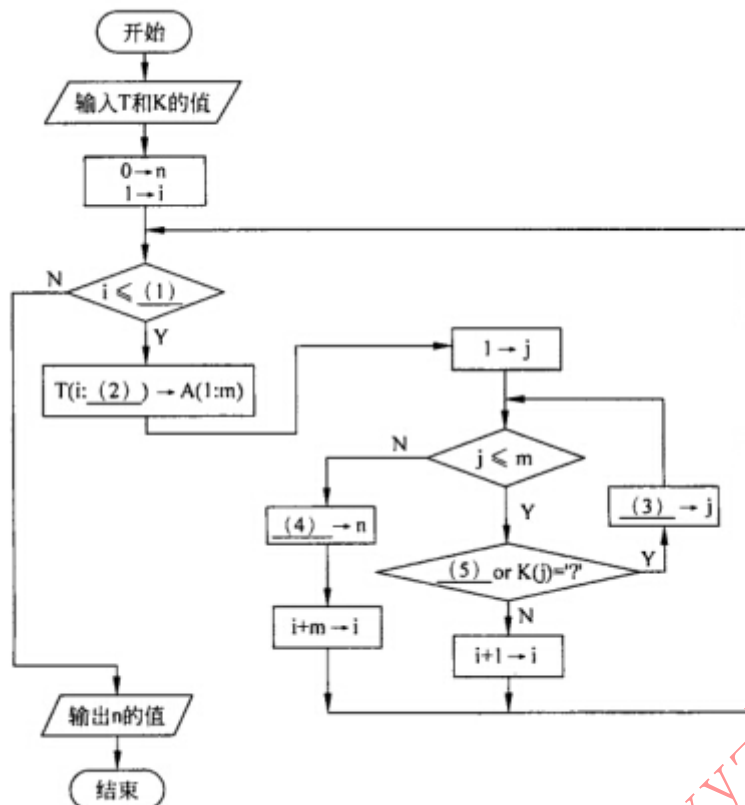 开始
输入T和K的值
0→n
1→i
N
i ≤ (1)
Y
T(i: (2) ) → A(1:m)
1→j
N
j ≤ m
Y
(3) → j
(4) → n
(5) or K(j)='?'
Y
N
i+m→i
i+1→i
输出n的值
结束